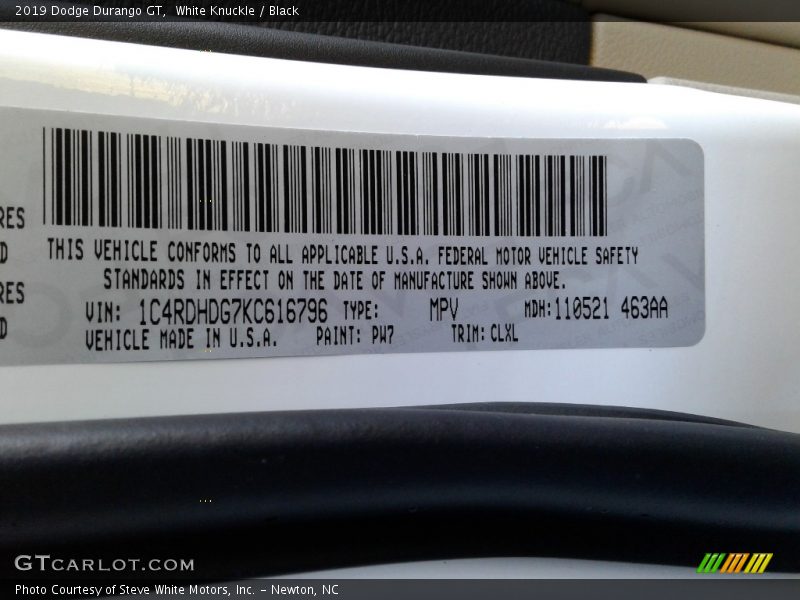 2019 Dodge Durango GT, White Knuckle / Black
RES
D
RES
D
THIS VEHICLE CONFORMS TO ALL APPLICABLE U.S.A. FEDERAL MOTOR VEHICLE SAFETY
STANDARDS IN EFFECT ON THE DATE OF MANUFACTURE SHOWN ABOVE.
VIN: 1C4RDHDG7KC616796 TYPE: MPV MDH:110521 463AA
VEHICLE MADE IN U.S.A. PAINT: PW7 TRIM: CLXL
GTCARLOT.COM
Photo Courtesy of Steve White Motors, Inc. – Newton, NC